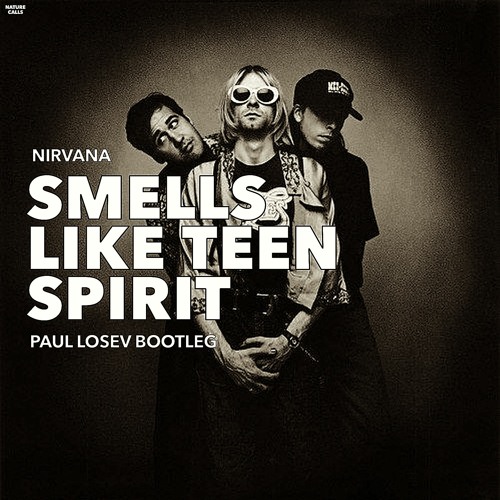 NATURE
CALLS
NIRVANA
SMELLS
LIKE TEEN
SPIRIT
PAUL LOSEV BOOTLEG